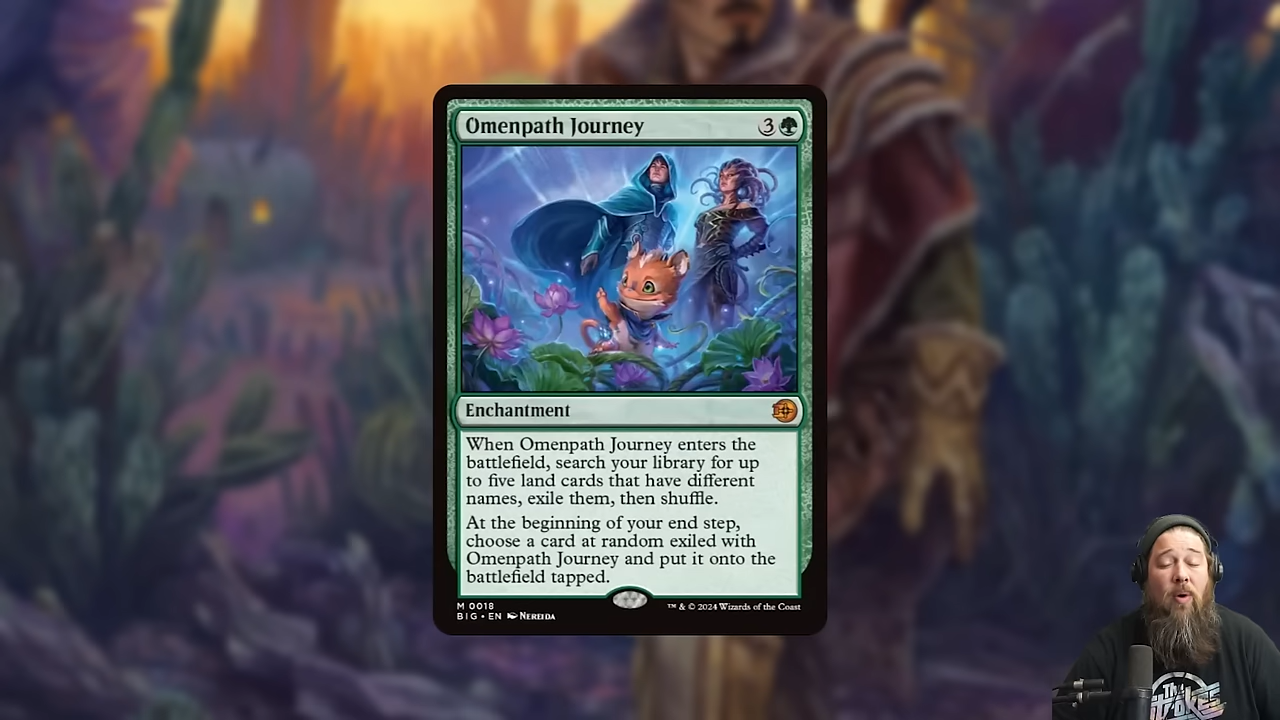 Omenpath Journey 3
Enchantment
When Omenpath Journey enters the
battlefield, search your library for up
to five land cards that have different
names, exile them, then shuffle.
At the beginning of your end step,
choose a card at random exiled with
Omenpath Journey and put it onto the
battlefield tapped.
M 0018
BIG • EN NEREIDA
™ & © 2024 Wizards of the Coast
The
Strokes